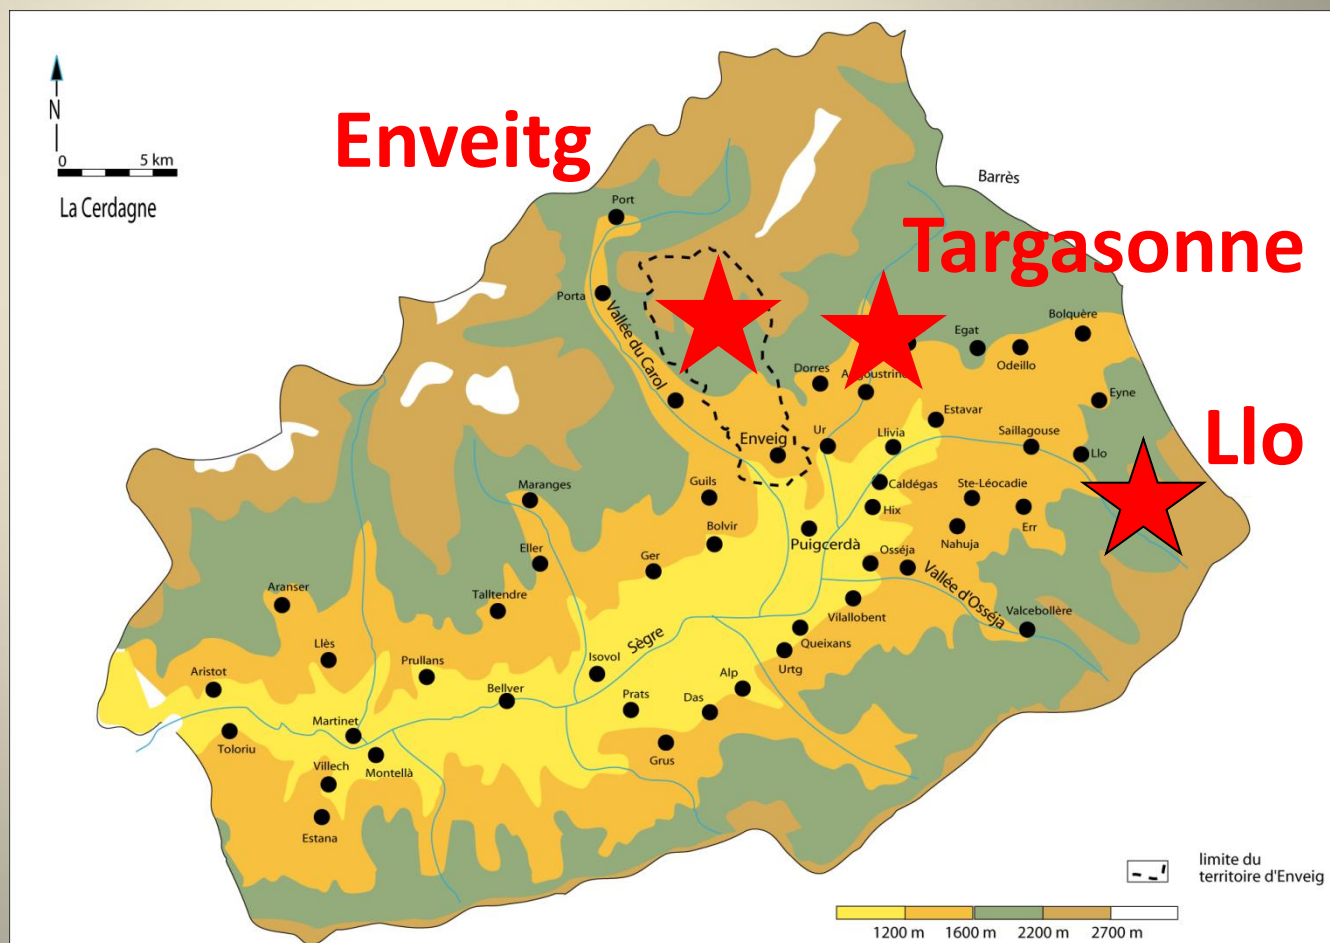 N
0 5 km
La Cerdagne
Enveitg
Targasonne
Llo
Barrès
Port
Porta
Vallée du Carol
Bolquère
Egat
Odeillo
Dorres
Eyne
Estavar
Enveig
Ur
Llivia
Saillagouse
Llo
Caldégas
Ste-Léocadie
Hix
Err
Nahuja
Maranges
Guils
Bolvir
Puigcerdà
Eller
Ger
Osséja
Vallée d'Osséja
Aranser
Talltendre
Vilallobent
Valcebollère
Sègre
Queixans
Urtg
Llès
Prullans
Isovol
Aristot
Bellver
Prats
Das
Alp
Martinet
Toloriu
Montellà
Grus
Villech
Estana
limite du
territoire d'Enveig
1200 m 1600 m 2200 m 2700 m